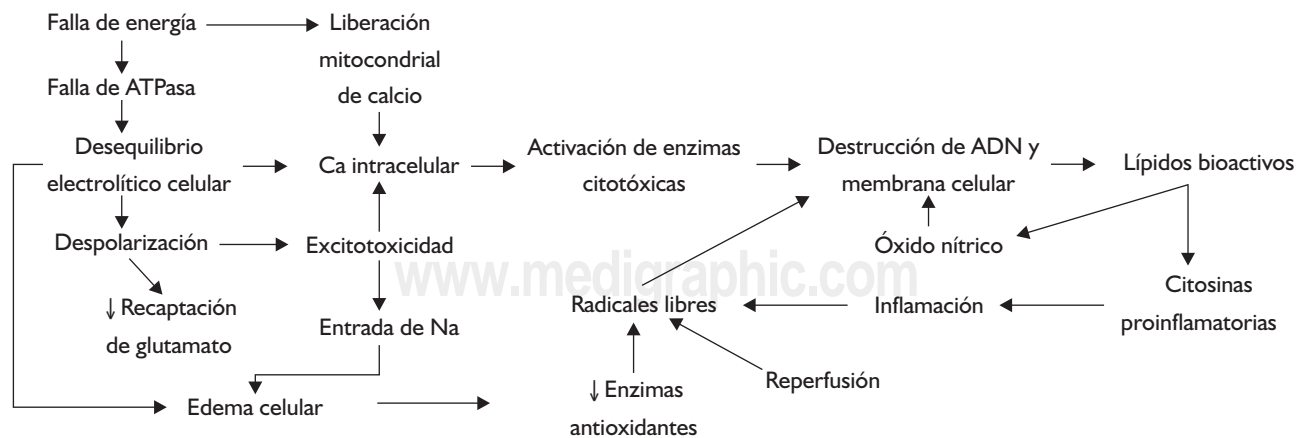 Falla de energía
Liberación
mitocondrial
de calcio
Falla de ATPasa
Desequilibrio
electrolítico celular
Ca intracelular
Activación de enzimas
citotóxicas
Destrucción de ADN y
membrana celular
Lípidos bioactivos
Despolarización
Excitotoxicidad
Óxido nítrico
www.medigraphic.com
↓ Recaptación
de glutamato
Entrada de Na
Radicales libres
Inflamación
Citosinas
proinflamatorias
Edema celular
↓ Enzimas
antioxidantes
Reperfusión